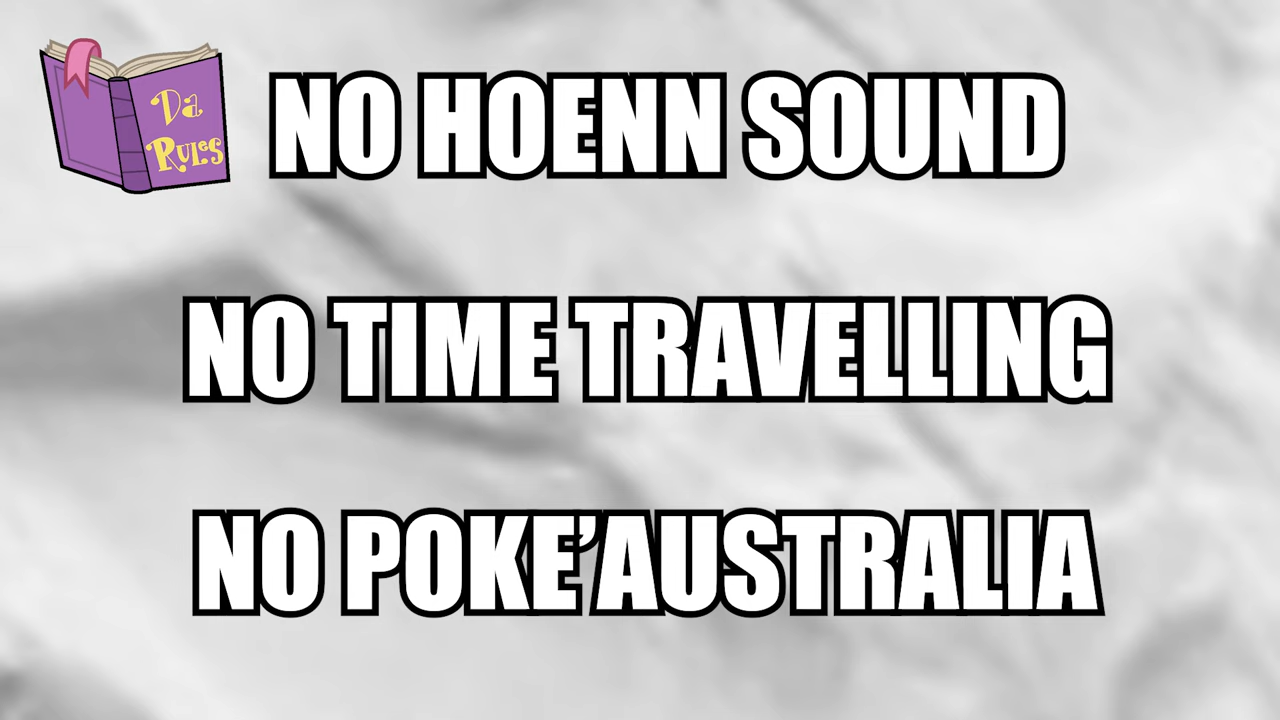 Da
Rules
NO HOENN SOUND
NO TIME TRAVELLING
NO POKE'AUSTRALIA